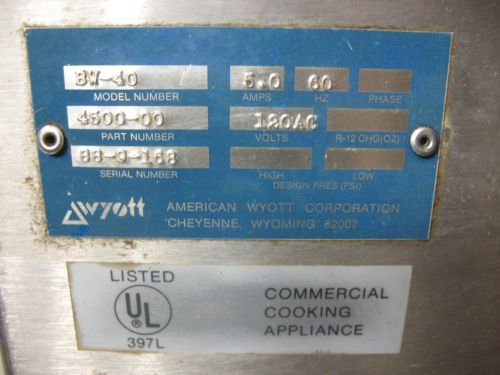 BW-40 5.0 60
MODEL NUMBER AMPS HZ PHASE
4500-00 120AC
PART NUMBER VOLTS R-12 CHG(OZ)
88-0-168
SERIAL NUMBER HIGH LOW
DESIGN PRES (PSI)
Wyott AMERICAN WYOTT CORPORATION
CHEYENNE, WYOMING 82007
LISTED
UL ®
397L
COMMERCIAL
COOKING
APPLIANCE